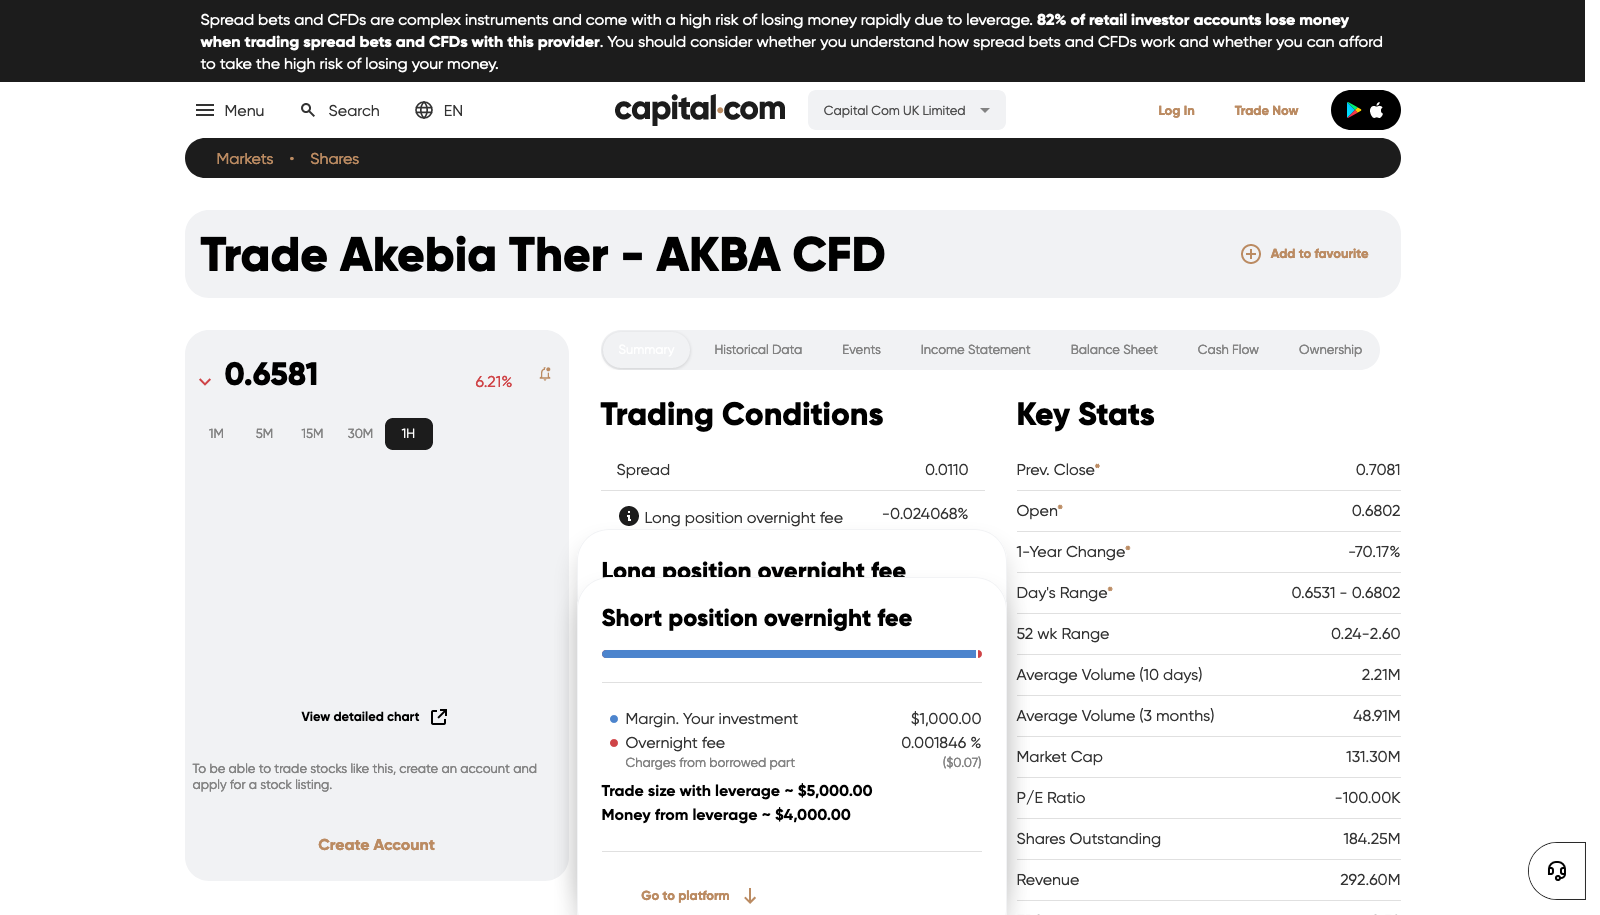 Spread bets and CFDs are complex instruments and come with a high risk of losing money rapidly due to leverage. 82% of retail investor accounts lose money
when trading spread bets and CFDs with this provider. You should consider whether you understand how spread bets and CFDs work and whether you can afford
to take the high risk of losing your money.
Menu Search EN capital.com Capital Com UK Limited Log In Trade Now
Markets • Shares
Trade Akebia Ther - AKBA CFD
Add to favourite
0.6581 6.21%
1M 5M 15M 30M 1H
View detailed chart
To be able to trade stocks like this, create an account and
apply for a stock listing.
Create Account
Summary Historical Data Events Income Statement Balance Sheet Cash Flow Ownership
Trading Conditions
Spread 0.0110
Long position overnight fee -0.024068%
Long position overnight fee
Short position overnight fee
Margin. Your investment $1,000.00
Overnight fee 0.001846 %
Charges from borrowed part ($0.07)
Trade size with leverage ~ $5,000.00
Money from leverage ~ $4,000.00
Go to platform
Key Stats
Prev. Close* 0.7081
Open* 0.6802
1-Year Change* -70.17%
Day's Range* 0.6531 - 0.6802
52 wk Range 0.24-2.60
Average Volume (10 days) 2.21M
Average Volume (3 months) 48.91M
Market Cap 131.30M
P/E Ratio -100.00K
Shares Outstanding 184.25M
Revenue 292.60M